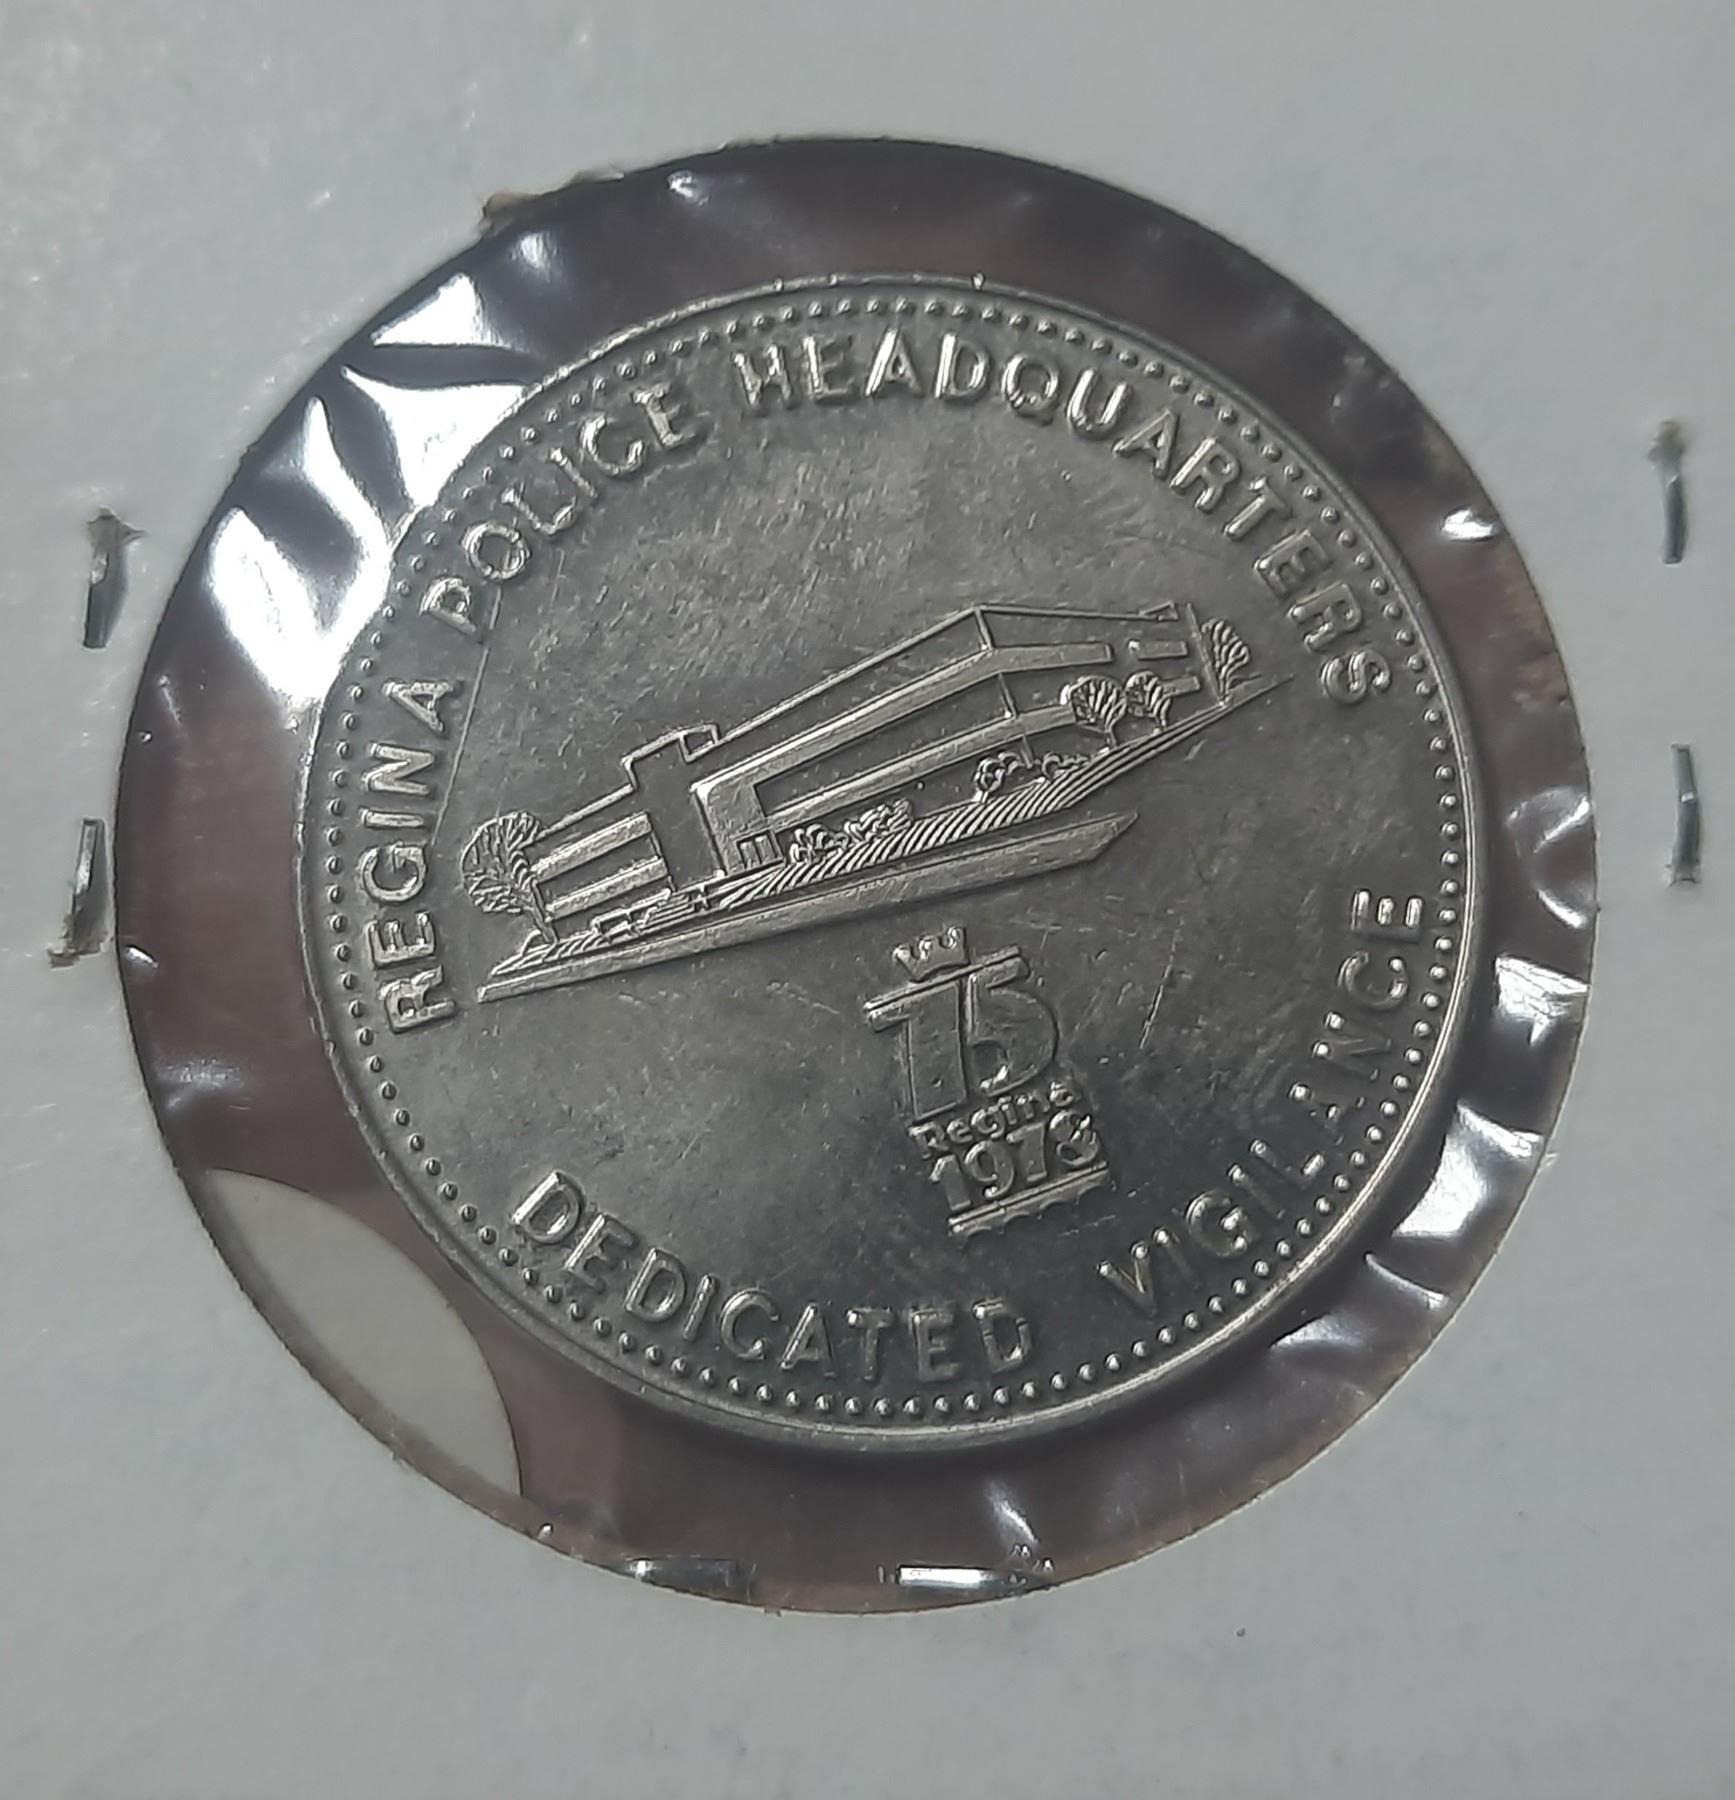 REGINA POLICE HEADQUARTERS
75
Regina
1978
DEDICATED VIGILANCE